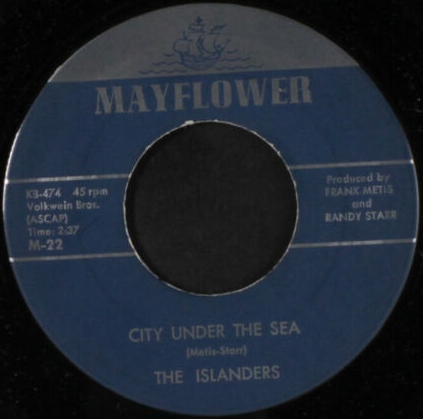 MAYFLOWER
KB-474 45 rpm
Volkwein Bros.
(ASCAP)
Time: 2:37
M-22
Produced by
FRANK METIS
and
RANDY STARR
CITY UNDER THE SEA
(Metis-Starr)
THE ISLANDERS